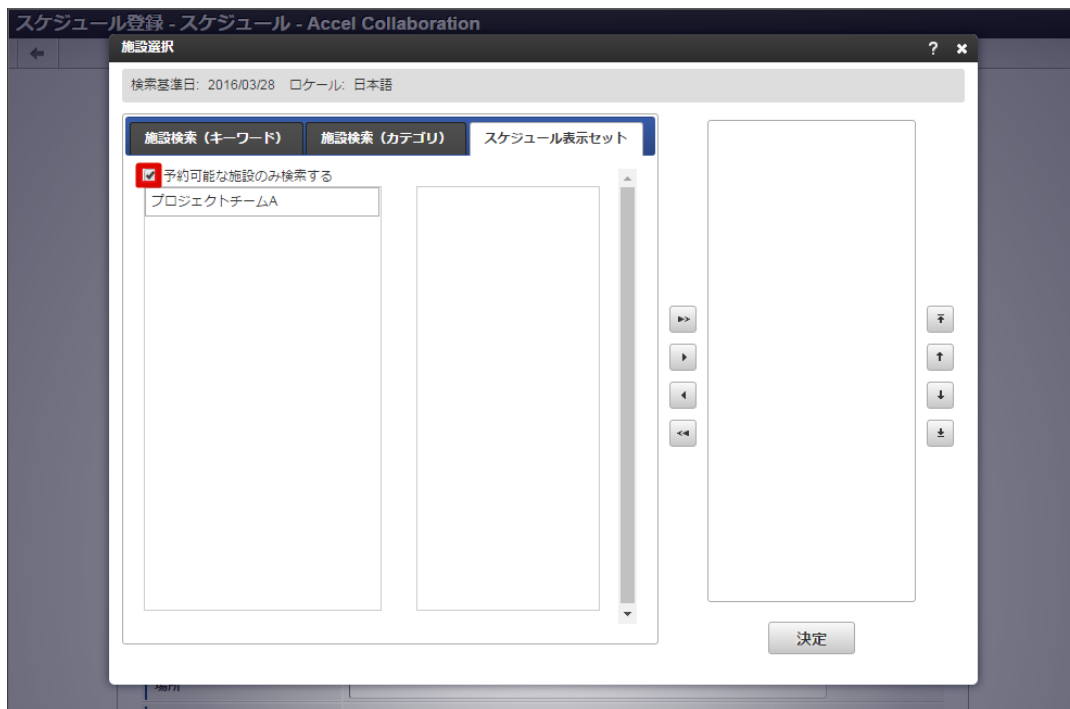 スケジュール登録 - スケジュール - Accel Collaboration
施設選択
検索基準日: 2016/03/28 ロケール: 日本語
施設検索（キーワード）
施設検索（カテゴリ）
スケジュール表示セット
予約可能な施設のみ検索する
プロジェクトチームA
決定
場所